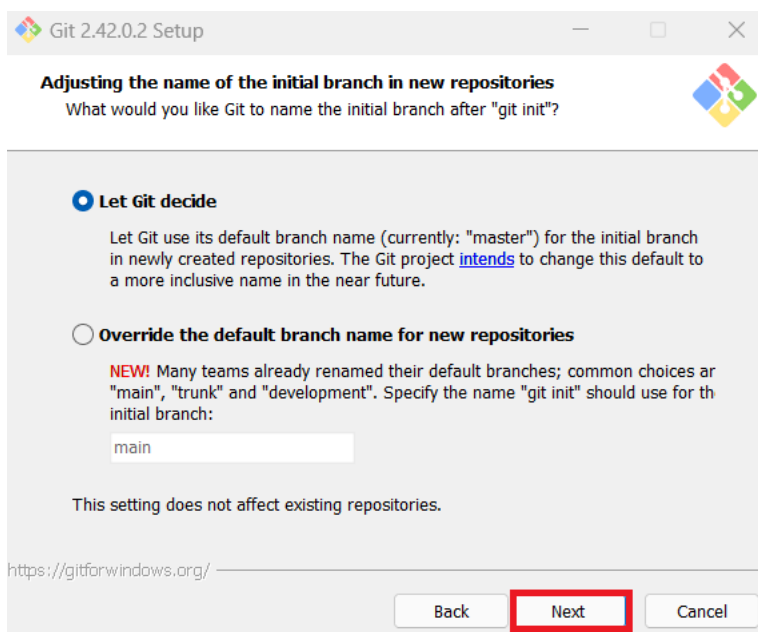 Git 2.42.0.2 Setup
Adjusting the name of the initial branch in new repositories
What would you like Git to name the initial branch after "git init"?
Let Git decide
Let Git use its default branch name (currently: "master") for the initial branch
in newly created repositories. The Git project intends to change this default to
a more inclusive name in the near future.
Override the default branch name for new repositories
NEW! Many teams already renamed their default branches; common choices ar
"main", "trunk" and "development". Specify the name "git init" should use for th
initial branch:
main
This setting does not affect existing repositories.
https://gitforwindows.org/
Back Next Cancel